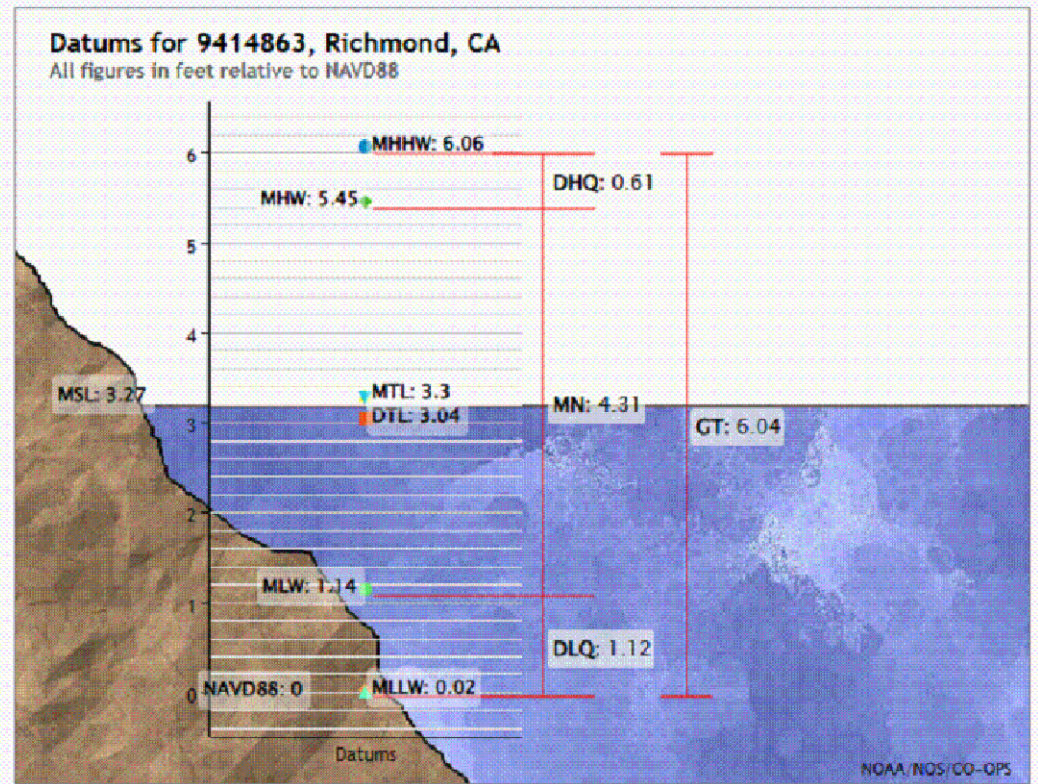 Datums for 9414863, Richmond, CA
All figures in feet relative to NAVD88
MHHW: 6.06
6
DHQ: 0.61
MHW: 5.45
5
4
MSL: 3.27
MTL: 3.3
MN: 4.31
DTL: 3.04
3
GT: 6.04
2
MLW: 1.14
1
DLQ: 1.12
NAVD88: 0
0
MLLW: 0.02
Datums
NOAA/NOS/CO-OPS